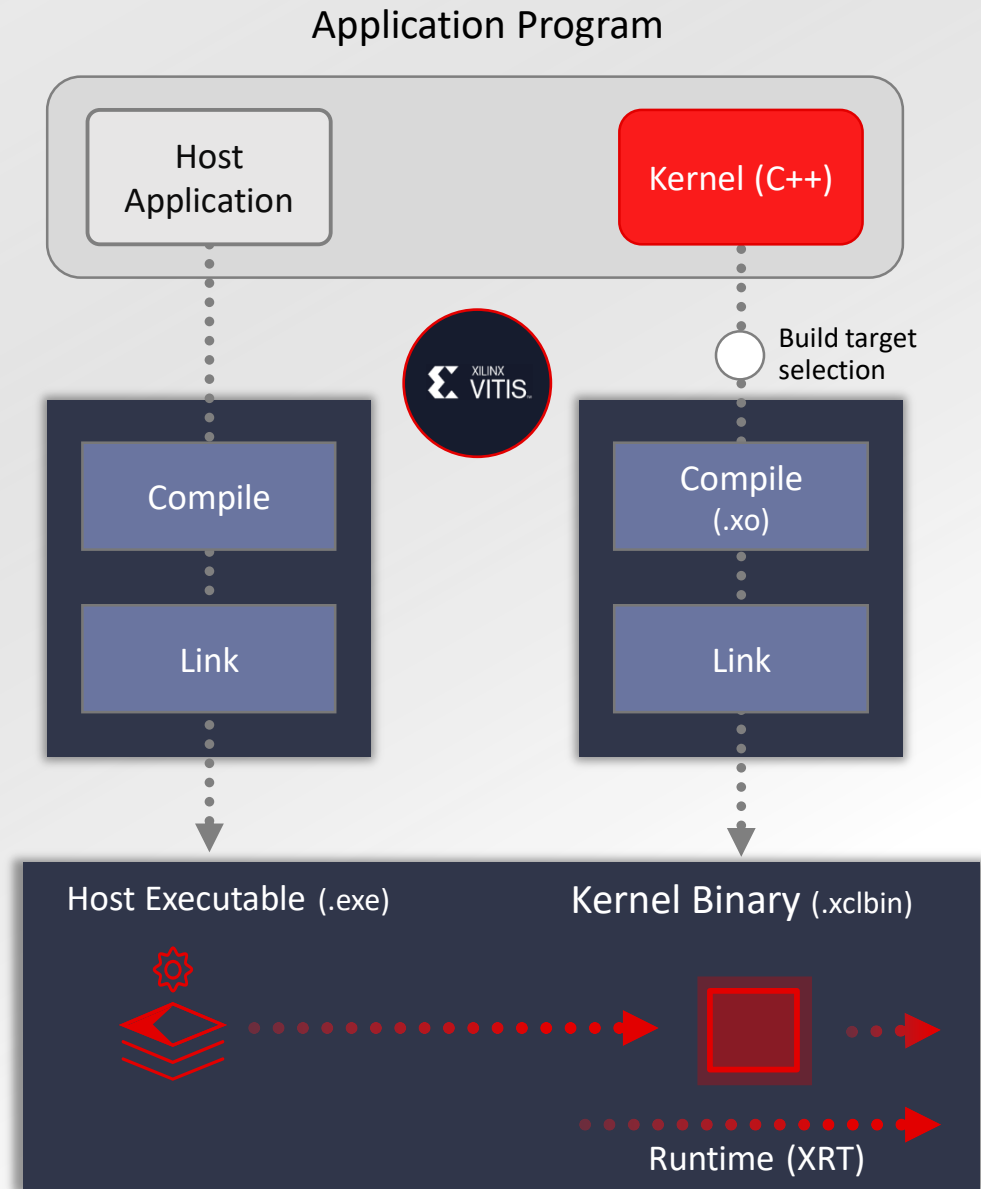 Application Program
Host
Application
Kernel (C++)
Build target
selection
XILINX
VITIS™
Compile
Compile
(.xo)
Link
Link
Host Executable (.exe)
Kernel Binary (.xclbin)
Runtime (XRT)